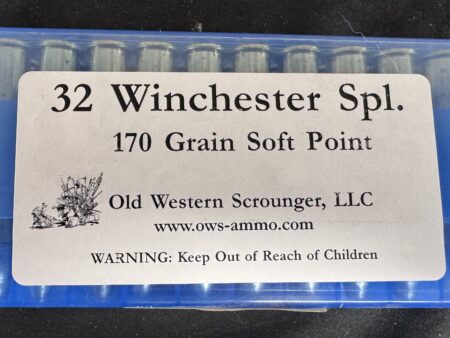 32 Winchester Spl.
170 Grain Soft Point
Old Western Scrounger, LLC
www.ows-ammo.com
WARNING: Keep Out of Reach of Children